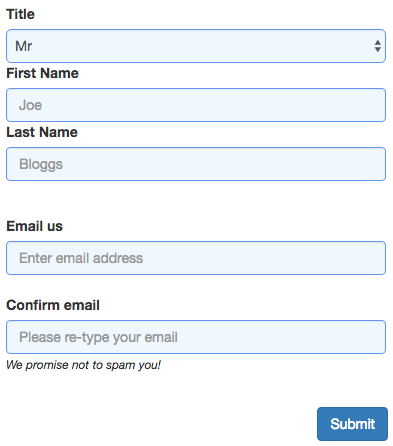 Title
Mr
First Name
Joe
Last Name
Bloggs
Email us
Enter email address
Confirm email
Please re-type your email
We promise not to spam you!
Submit